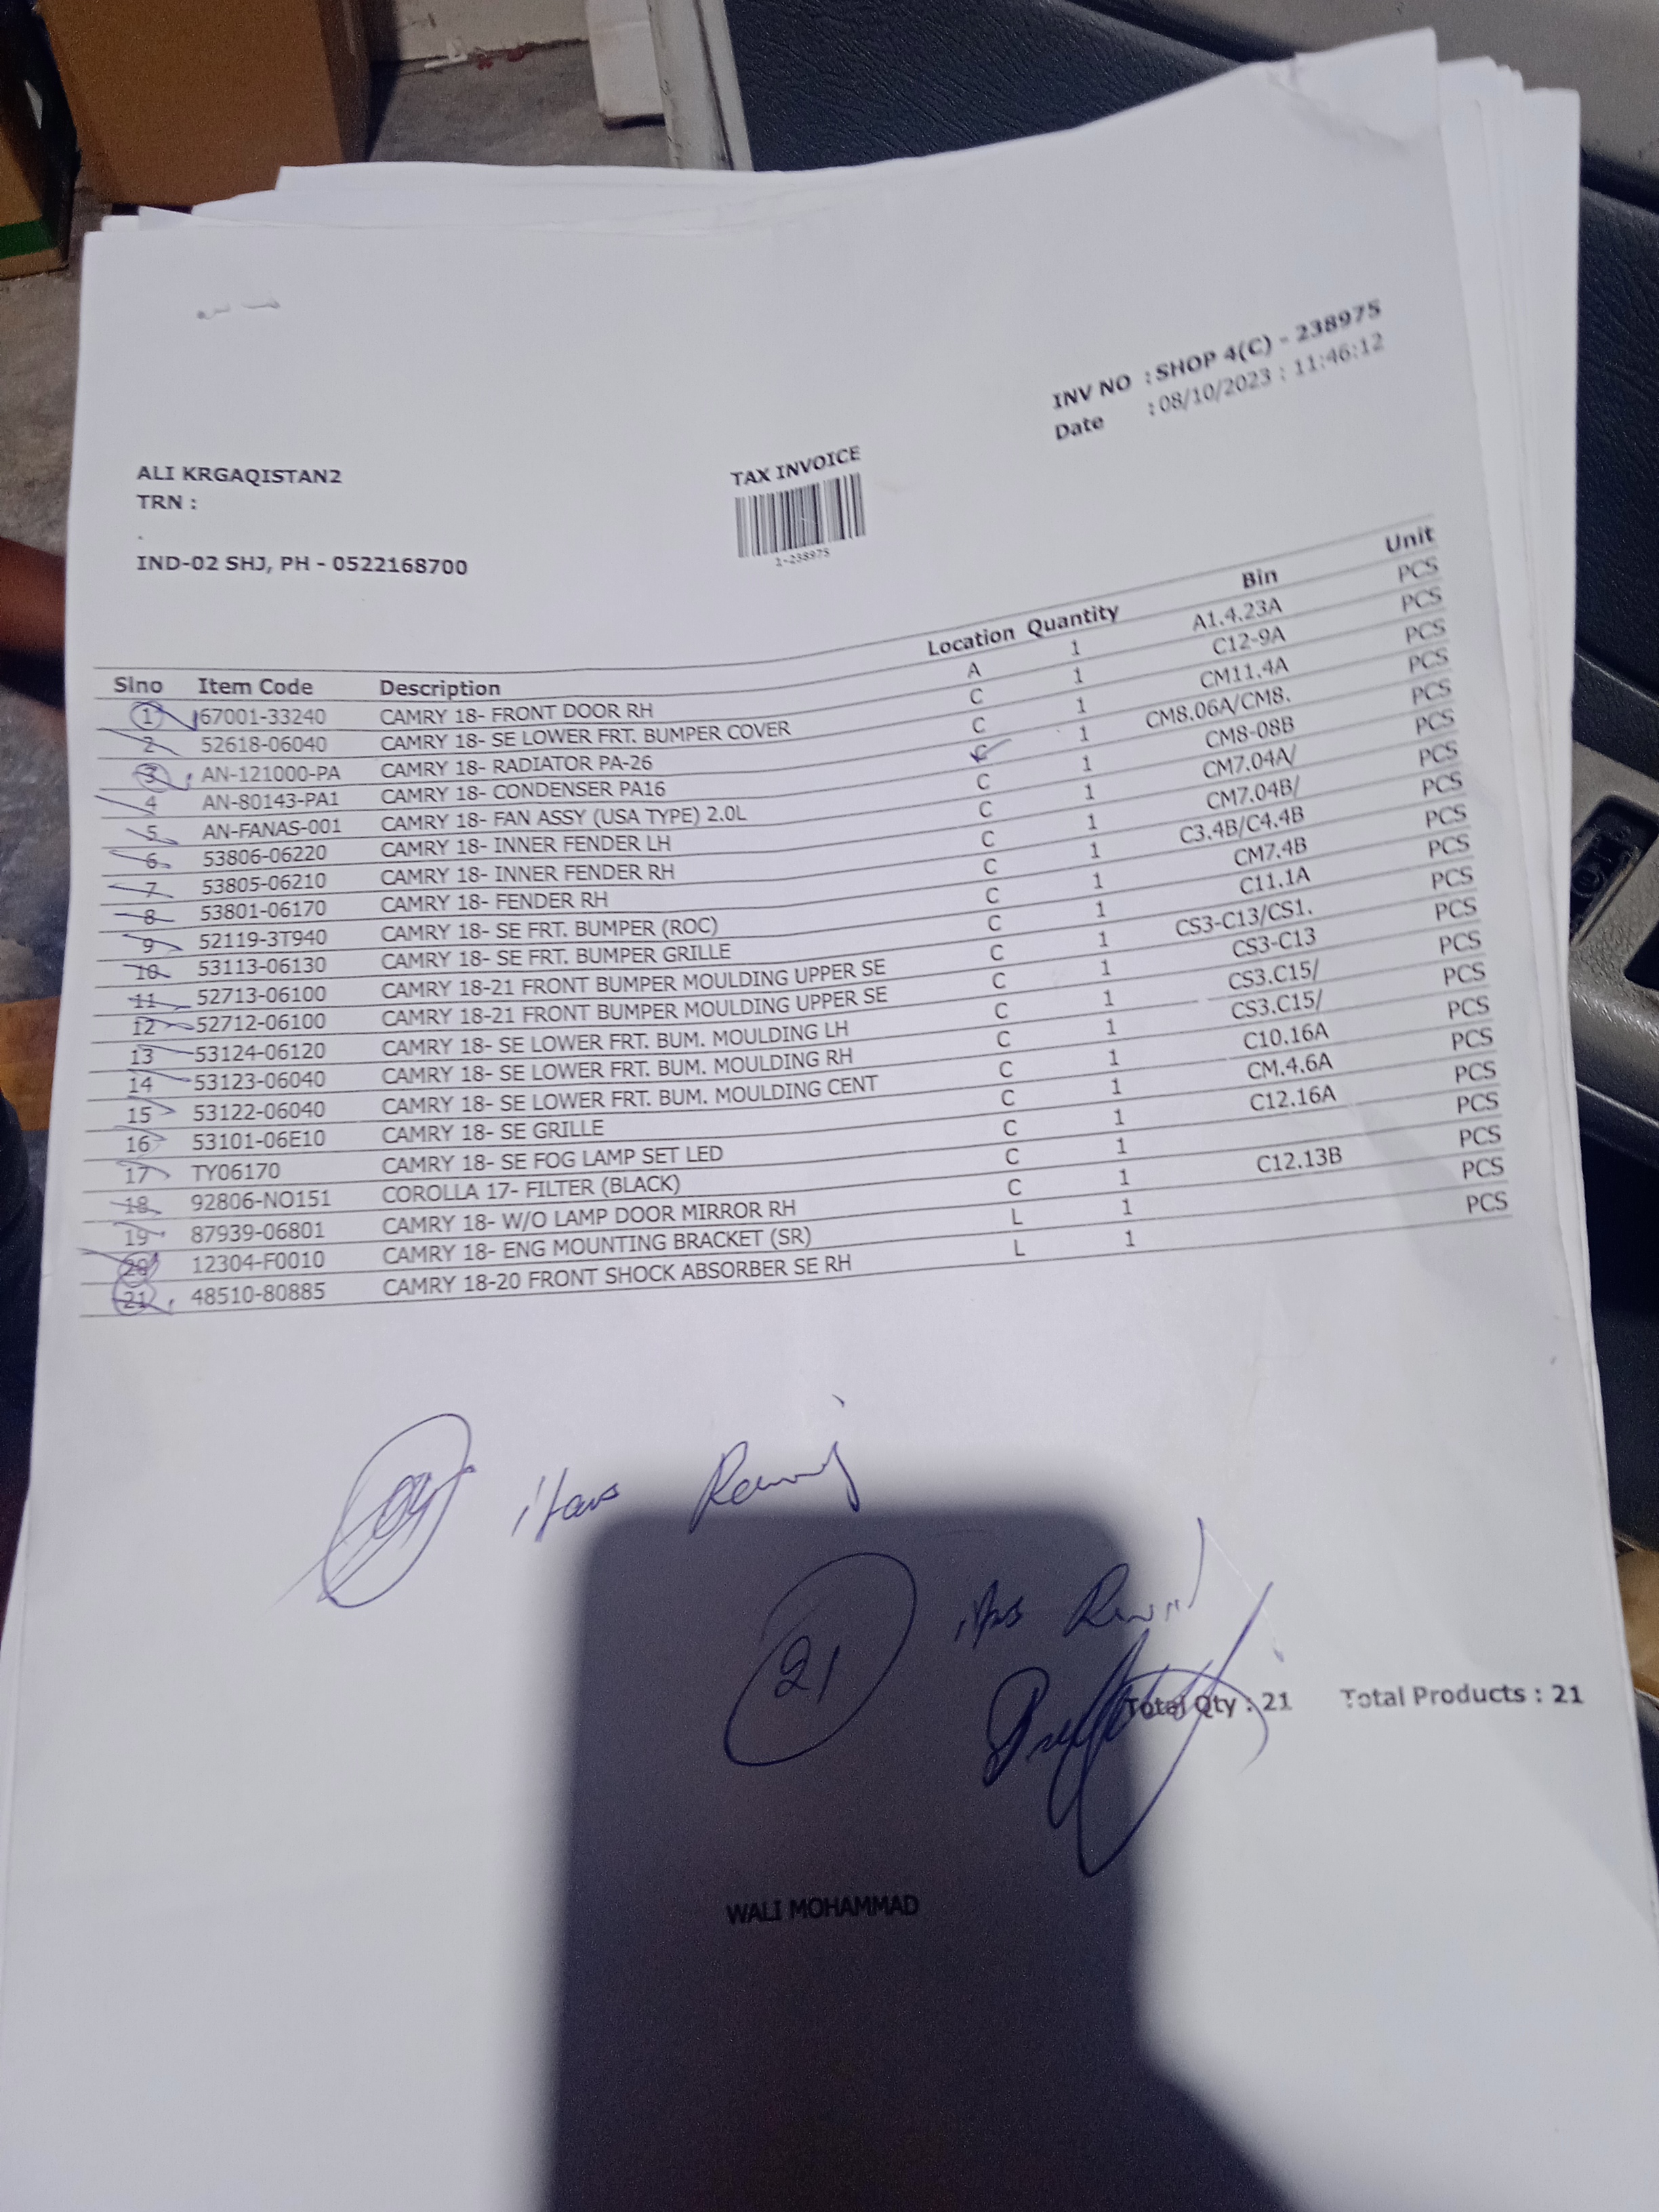 INV NO : SHOP 4(C) - 238975
Date : 08/10/2023 : 11:46:12
ALI KRGAQISTAN2
TRN :
.
IND-02 SHJ, PH - 0522168700
TAX INVOICE
1-238975
Slno Item Code Description Location Quantity Bin Unit
1 67001-33240 CAMRY 18- FRONT DOOR RH A 1 A1.4.23A PCS
2 52618-06040 CAMRY 18- SE LOWER FRT. BUMPER COVER C 1 C12-9A PCS
3 AN-121000-PA CAMRY 18- RADIATOR PA-26 C 1 CM11.4A PCS
4 AN-80143-PA1 CAMRY 18- CONDENSER PA16 C 1 CM8.06A/CM8. PCS
5 AN-FANAS-001 CAMRY 18- FAN ASSY (USA TYPE) 2.0L C 1 CM8-08B PCS
6 53806-06220 CAMRY 18- INNER FENDER LH C 1 CM7.04A/ PCS
7 53805-06210 CAMRY 18- INNER FENDER RH C 1 CM7.04B/ PCS
8 53801-06170 CAMRY 18- FENDER RH C 1 C3.4B/C4.4B PCS
9 52119-3T940 CAMRY 18- SE FRT. BUMPER (ROC) C 1 CM7.4B PCS
10 53113-06130 CAMRY 18- SE FRT. BUMPER GRILLE C 1 C11.1A PCS
11 52713-06100 CAMRY 18-21 FRONT BUMPER MOULDING UPPER SE C 1 CS3-C13/CS1. PCS
12 52712-06100 CAMRY 18-21 FRONT BUMPER MOULDING UPPER SE C 1 CS3-C13 PCS
13 53124-06120 CAMRY 18- SE LOWER FRT. BUM. MOULDING LH C 1 CS3.C15/ PCS
14 53123-06040 CAMRY 18- SE LOWER FRT. BUM. MOULDING RH C 1 CS3.C15/ PCS
15 53122-06040 CAMRY 18- SE LOWER FRT. BUM. MOULDING CENT C 1 C10.16A PCS
16 53101-06E10 CAMRY 18- SE GRILLE C 1 CM.4.6A PCS
17 TY06170 CAMRY 18- SE FOG LAMP SET LED C 1 C12.16A PCS
18 92806-NO151 COROLLA 17- FILTER (BLACK) C 1 PCS
19 87939-06801 CAMRY 18- W/O LAMP DOOR MIRROR RH C 1 C12.13B PCS
20 12304-F0010 CAMRY 18- ENG MOUNTING BRACKET (SR) L 1 PCS
21 48510-80885 CAMRY 18-20 FRONT SHOCK ABSORBER SE RH L 1 PCS
04
21
Total Qty : 21 Total Products : 21
WALI MOHAMMAD